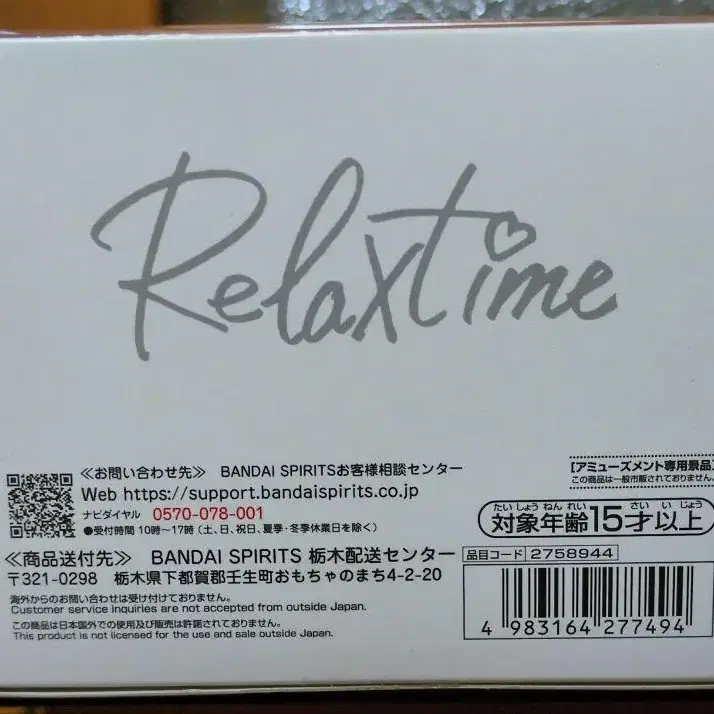 Relaxtime
≪お問い合わせ先≫ BANDAI SPIRITSお客様相談センター
Web https://support.bandaispirits.co.jp
ナビダイヤル 0570-078-001
●受付時間 10時～17時 (土、日、祝日、夏季・冬季休業日を除く)
≪商品送付先≫ BANDAI SPIRITS 栃木配送センター
〒321-0298 栃木県下都賀郡壬生町おもちゃのまち4-2-20
海外からのお問い合わせは受け付けておりません。
Customer service inquiries are not accepted from outside Japan.
この商品は日本国外での使用及び販売は許諾されておりません。
This product is not licensed for the use and sale outside Japan.
[アミューズメント専用景品]
この商品は一般市販されておりません。
たいしょうねんれい さい いじょう
対象年齢15才以上
品目コード 2758944
4 983164 277494